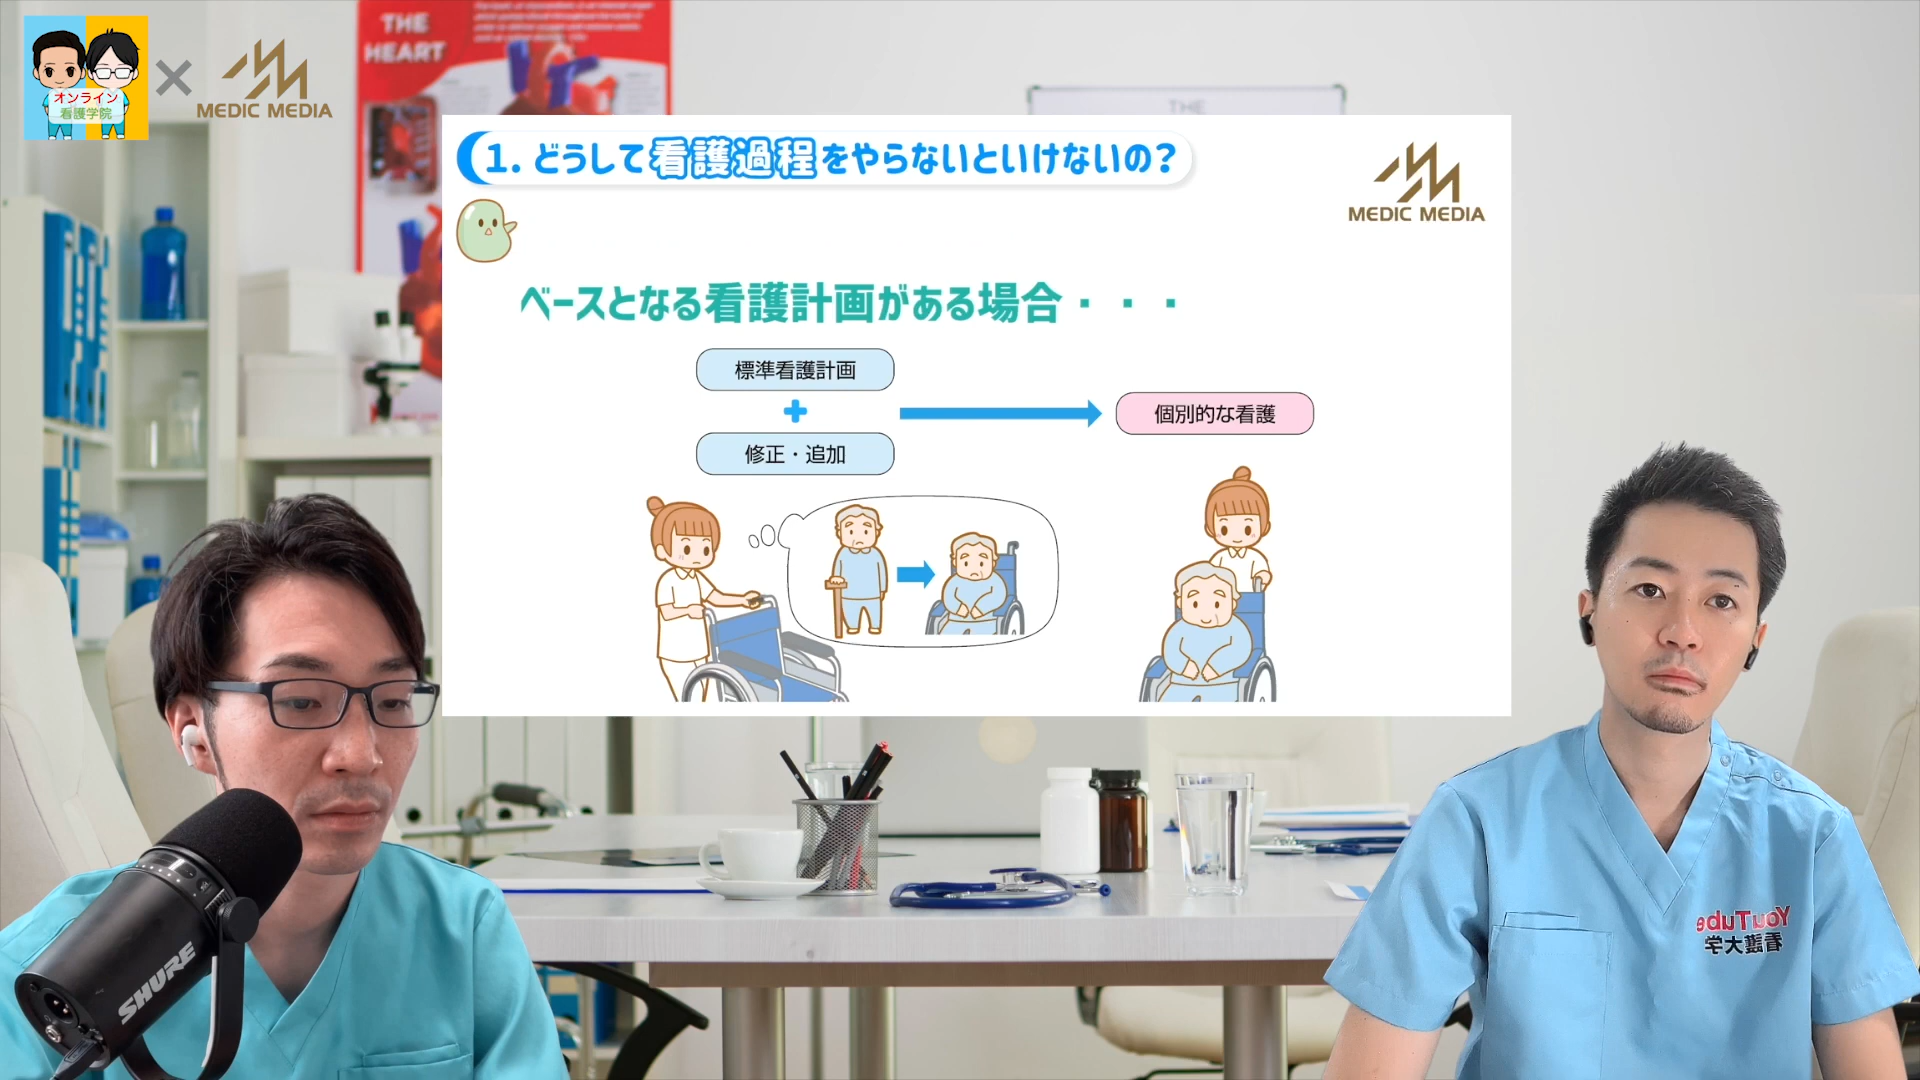 オンライン
看護学院
×
MEDIC MEDIA
THE
HEART
THE
1. どうして看護過程をやらないといけないの?
MEDIC MEDIA
ベースとなる看護計画がある場合・・・
標準看護計画
+
修正・追加
個別的な看護
SHURE
YouTube
看護大学